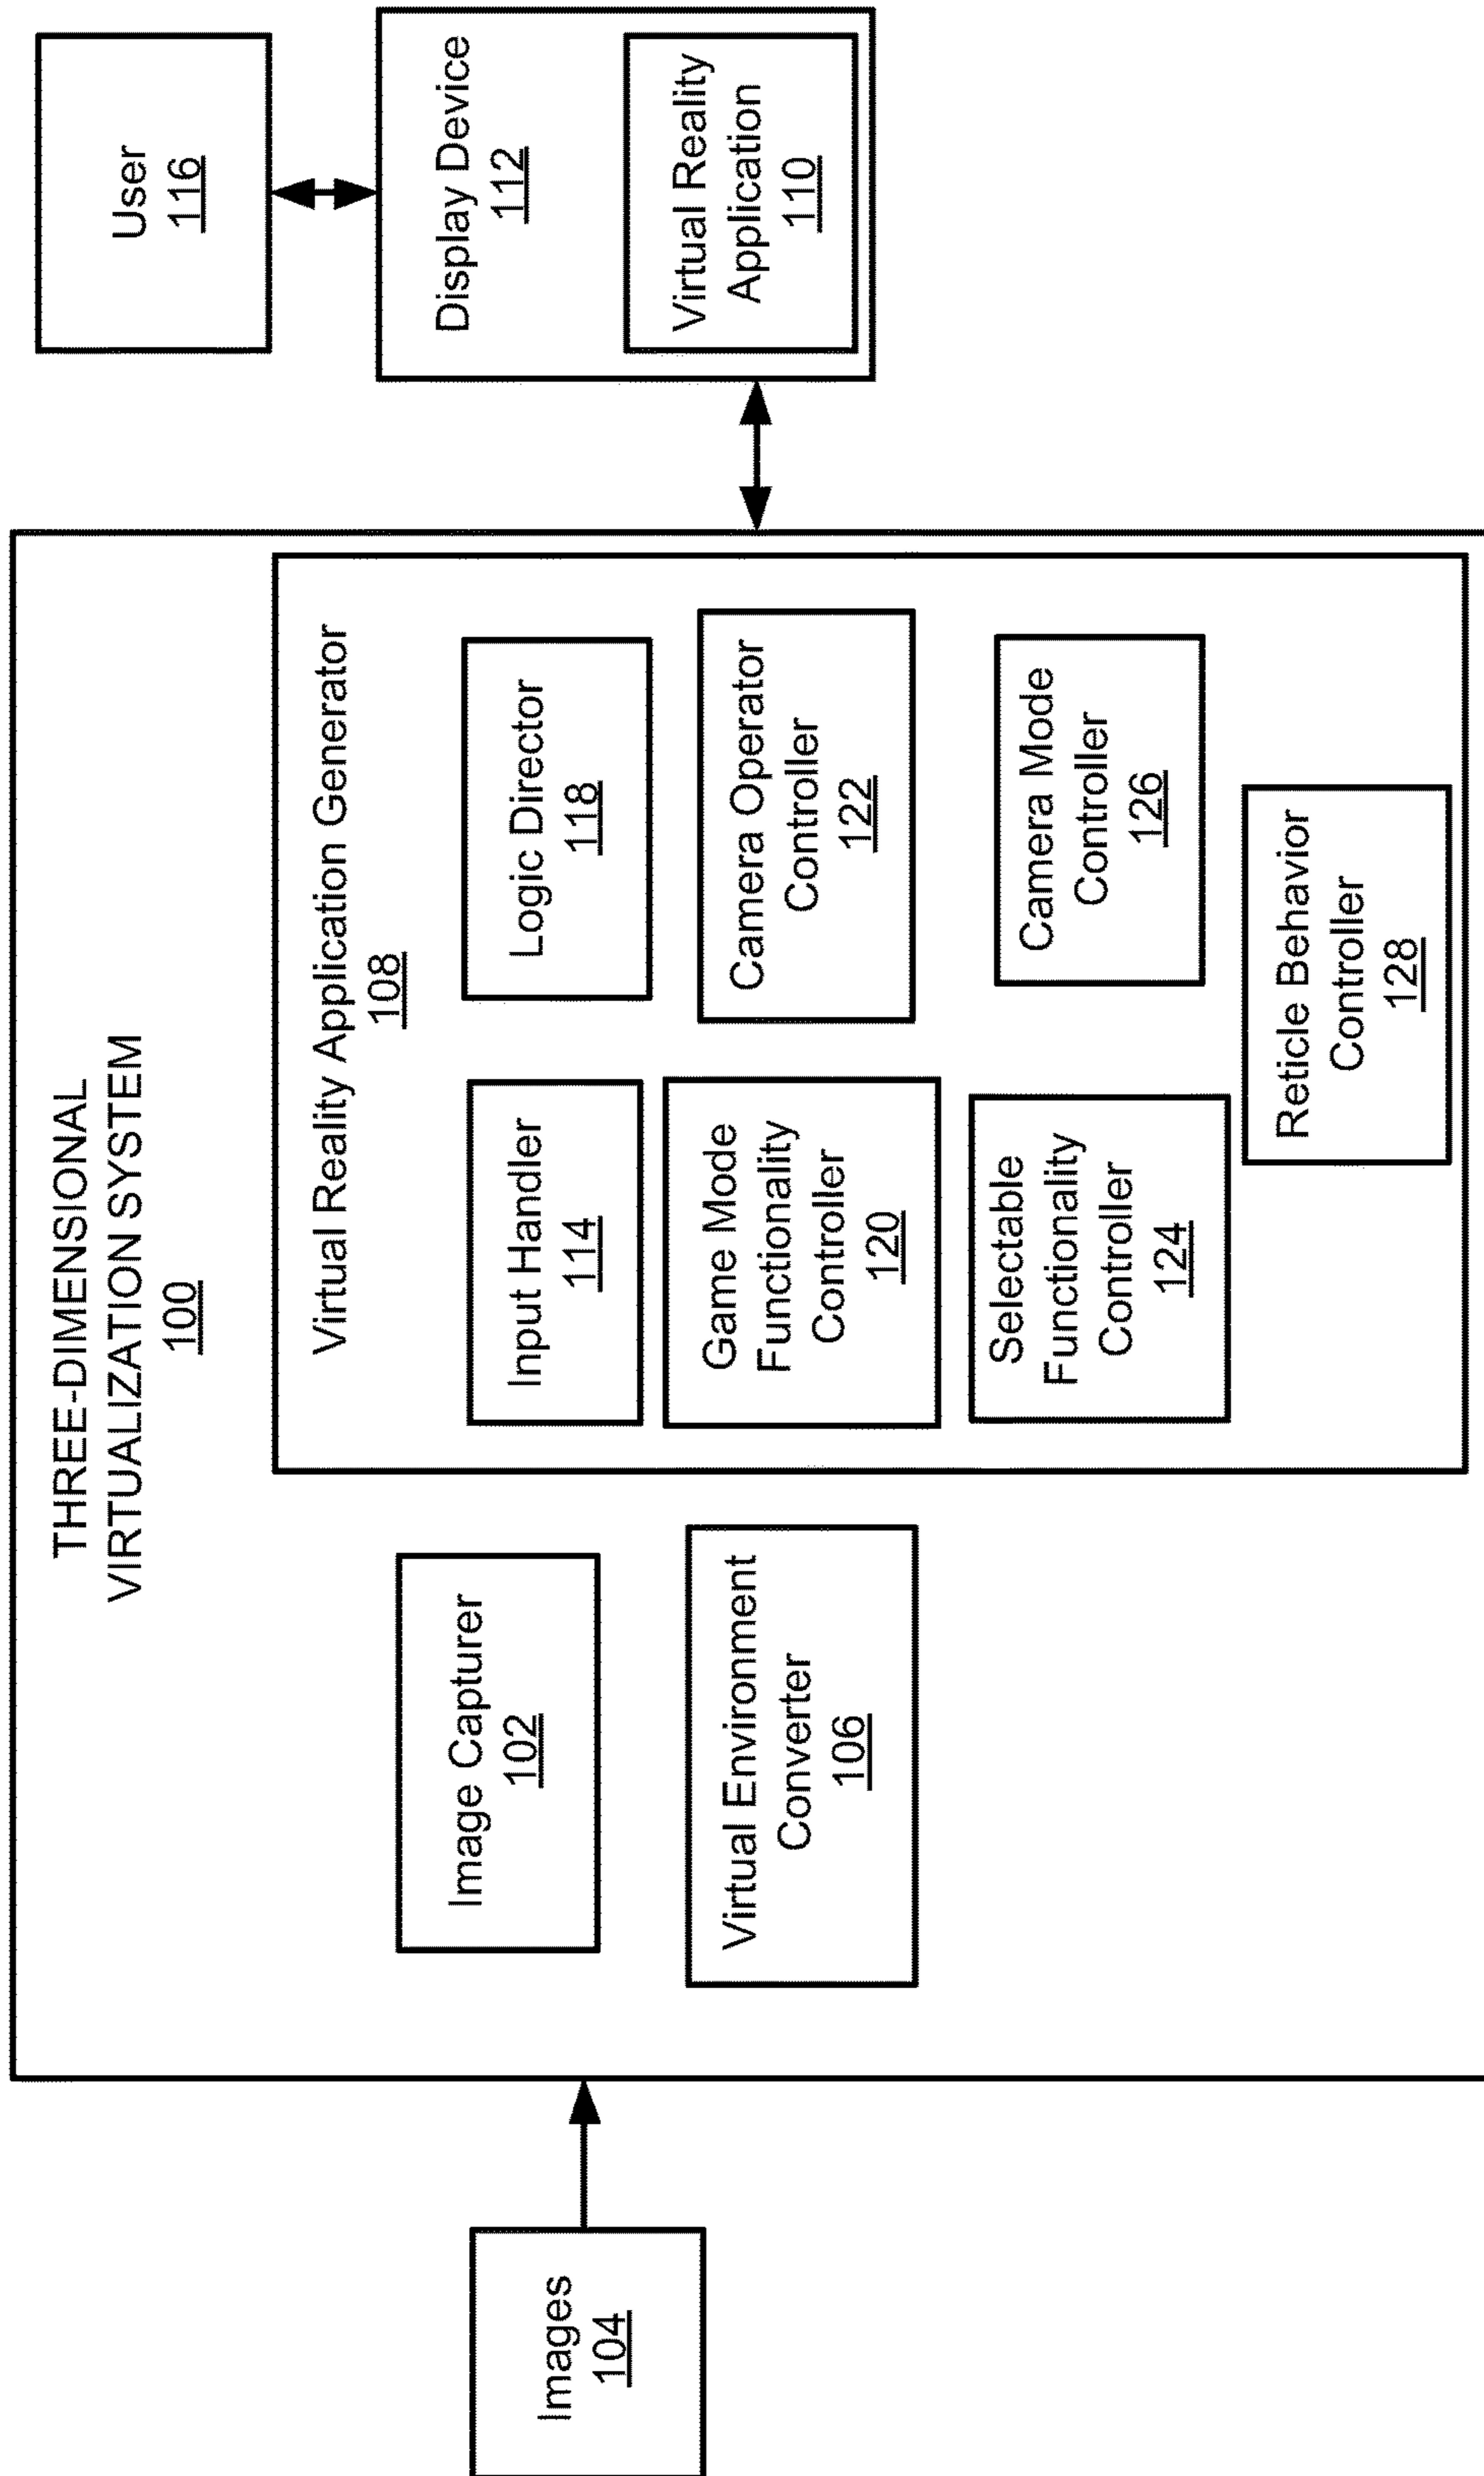 THREE-DIMENSIONAL
VIRTUALIZATION SYSTEM
100
Images
104
Image Capturer
102
Virtual Environment
Converter
106
Virtual Reality Application Generator
108
Input Handler
114
Logic Director
118
Game Mode
Functionality
Controller
120
Camera Operator
Controller
122
Selectable
Functionality
Controller
124
Camera Mode
Controller
126
Reticle Behavior
Controller
128
User
116
Display Device
112
Virtual Reality
Application
110